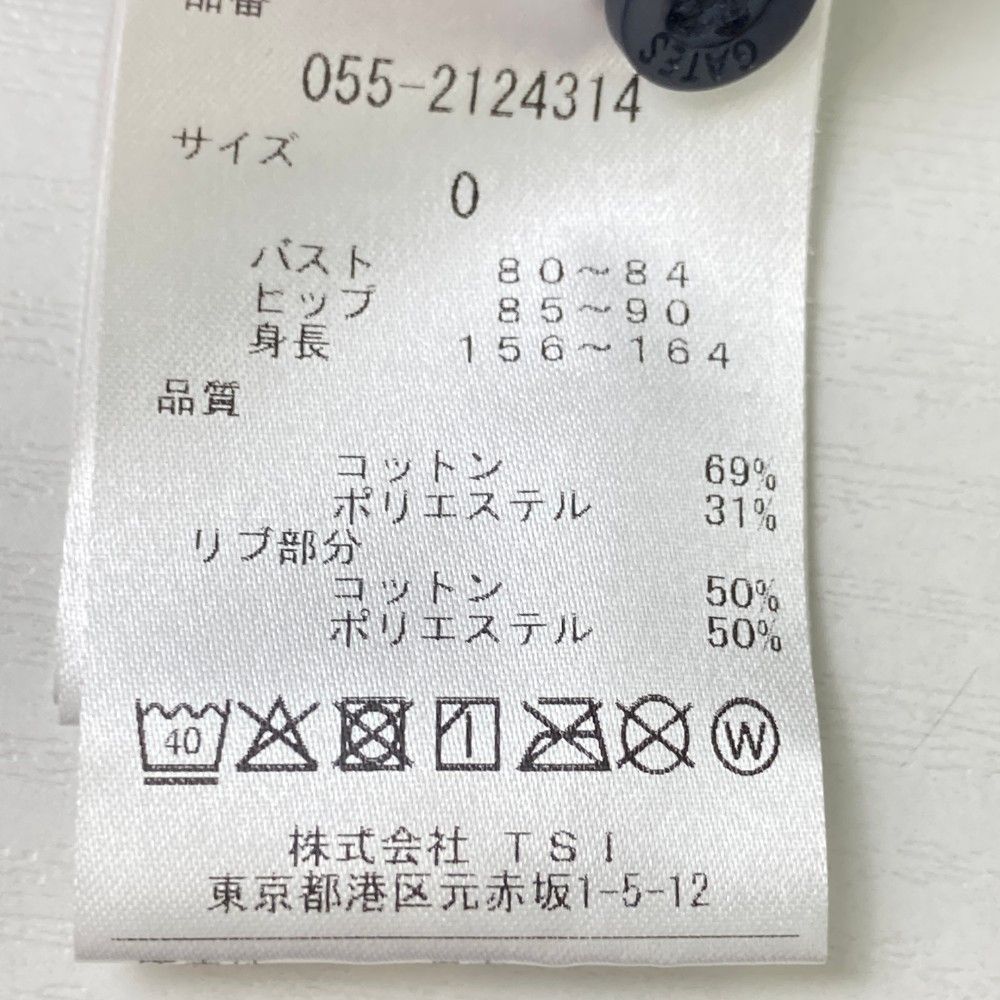 品番
055-2124314
GATES
サイズ
0
バスト 80～84
ヒップ 85～90
身長 156～164
品質
コットン 69%
ポリエステル 31%
リブ部分
コットン 50%
ポリエステル 50%
40
W
株式会社 TSI
東京都港区元赤坂1-5-12